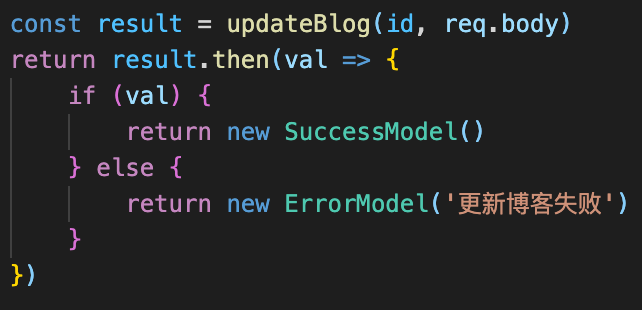 const result = updateBlog(id, req.body)
return result.then(val => {
    if (val) {
        return new SuccessModel()
    } else {
        return new ErrorModel('更新博客失败')
    }
})